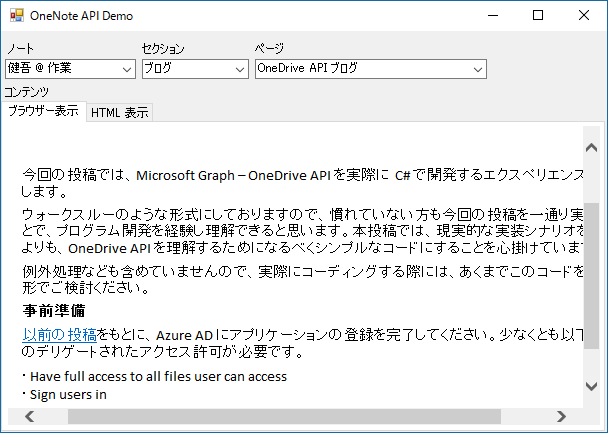 OneNote API Demo
ノート セクション ページ
健吾 @ 作業 ブログ OneDrive API ブログ
コンテンツ
ブラウザー表示 HTML 表示
今回の投稿では、Microsoft Graph – OneDrive API を実際に C# で開発するエクスペリエンス
します。
ウォークスルーのような形式にしておりますので、慣れていない方も今回の投稿を一通り実
とで、プログラム開発を経験し理解できると思います。本投稿では、現実的な実装シナリオを
よりも、OneDrive API を理解するためになるべくシンプルなコードにすることを心掛けています
例外処理なども含めていませんので、実際にコーディングする際には、あくまでこのコードを
形でご検討ください。
事前準備
以前の投稿をもとに、Azure AD にアプリケーションの登録を完了してください。少なくとも以下
のデリゲートされたアクセス許可が必要です。
・Have full access to all files user can access
・Sign users in